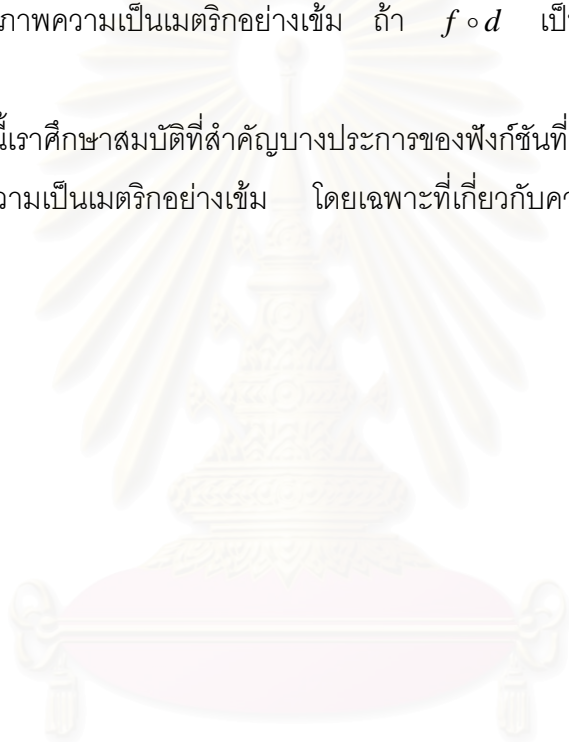 ภาพความเป็นเมตริกอย่างเข้ม ถ้า f∘d
นี้เราศึกษาสมบัติที่สำคัญบางประการของฟังก์ชันที่
วามเป็นเมตริกอย่างเข้ม โดยเฉพาะที่เกี่ยวกับ